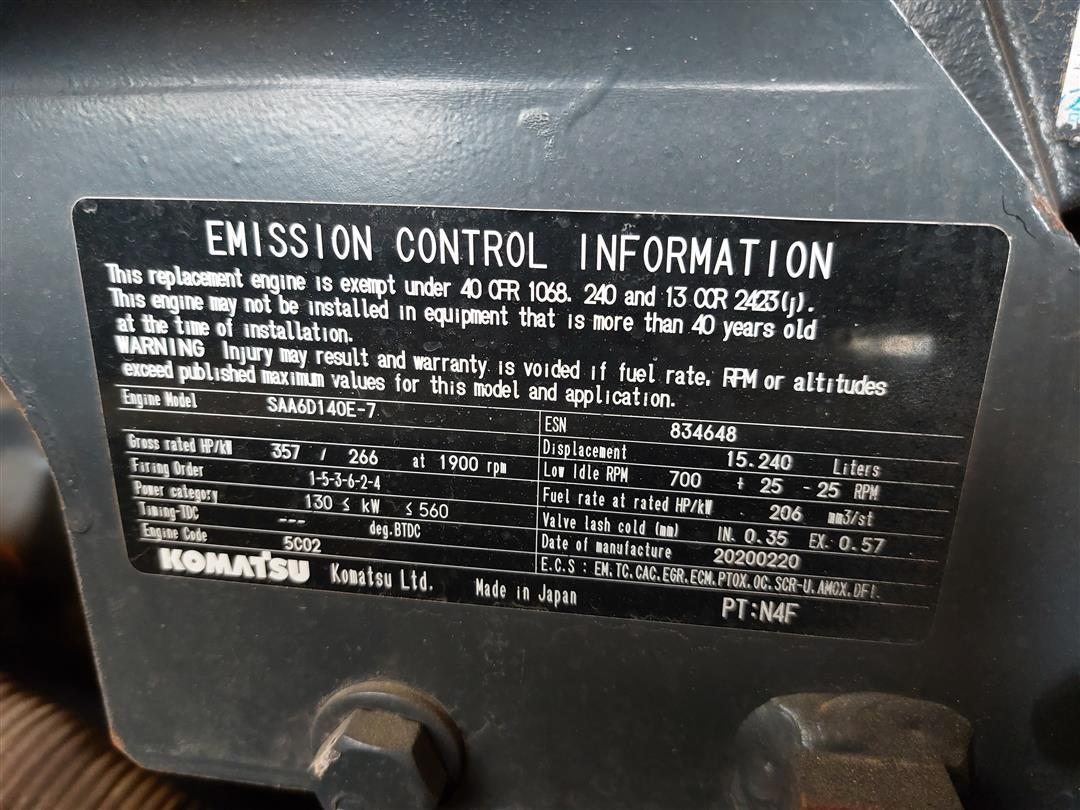 EMISSION CONTROL INFORMATION
This replacement engine is exempt under 40 CFR 1068. 240 and 13 CCR 2423(j).
This engine may not be installed in equipment that is more than 40 years old
at the time of installation.
WARNING Injury may result and warranty is voided if fuel rate, RPM or altitudes
exceed published maximum values for this model and application.
Engine Model SAA6D140E-7
Gross rated HP/kW 357 / 266 at 1900 rpm
Firing Order 1-5-3-6-2-4
Power category 130 ≤ kW ≤ 560
Timing-TDC --- deg.BTDC
Engine Code 5C02
ESN 834648
Displacement 15.240 Liters
Low Idle RPM 700 + 25 - 25 RPM
Fuel rate at rated HP/kW 206 mm3/st
Valve lash cold (mm) IN. 0.35 EX. 0.57
Date of manufacture 20200220
E.C.S : EM,TC,CAC,EGR,ECM,PTOX,OC,SCR-U,AMOX,DFI
KOMATSU Komatsu Ltd. Made in Japan PT:N4F